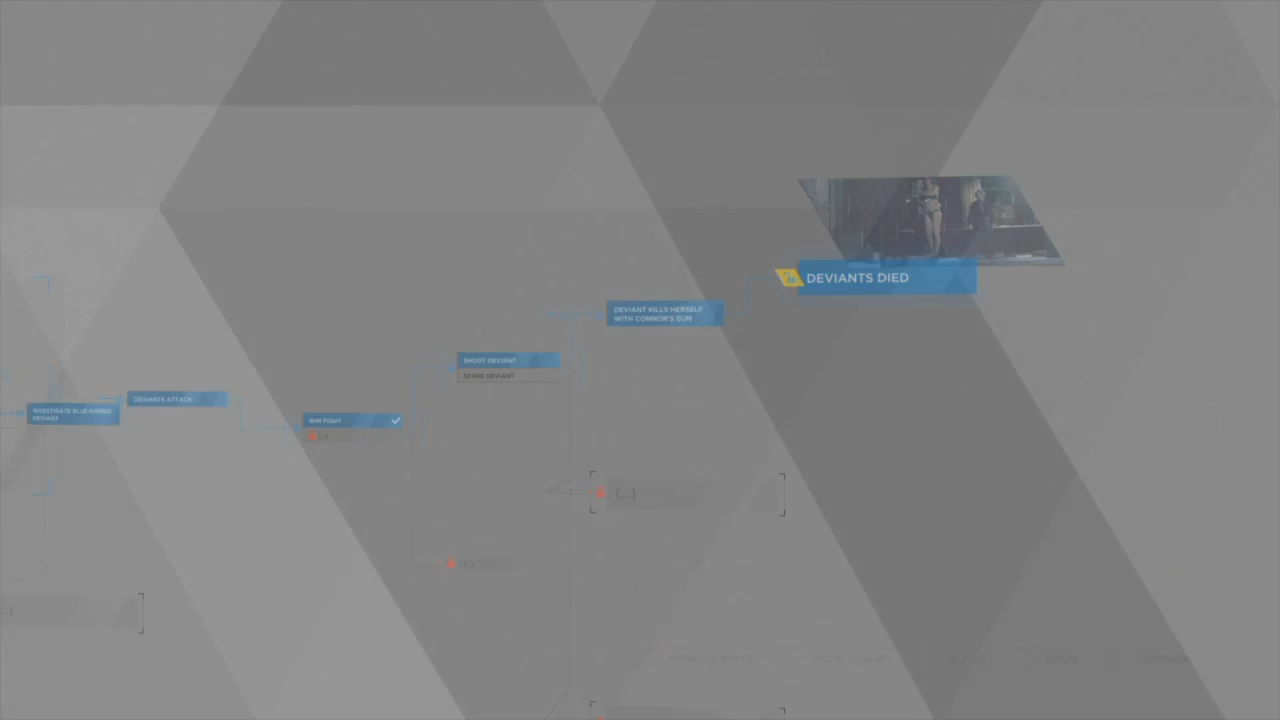 DEVIANTS DIED
DEVIANT KILLS HERSELF
WITH CONNOR'S GUN
SHOOT DEVIANT
SPARE DEVIANT
DEVIANTS ATTACK
INVESTIGATE BLUE-HAIRED
DEVIANT
WIN FIGHT
[...]